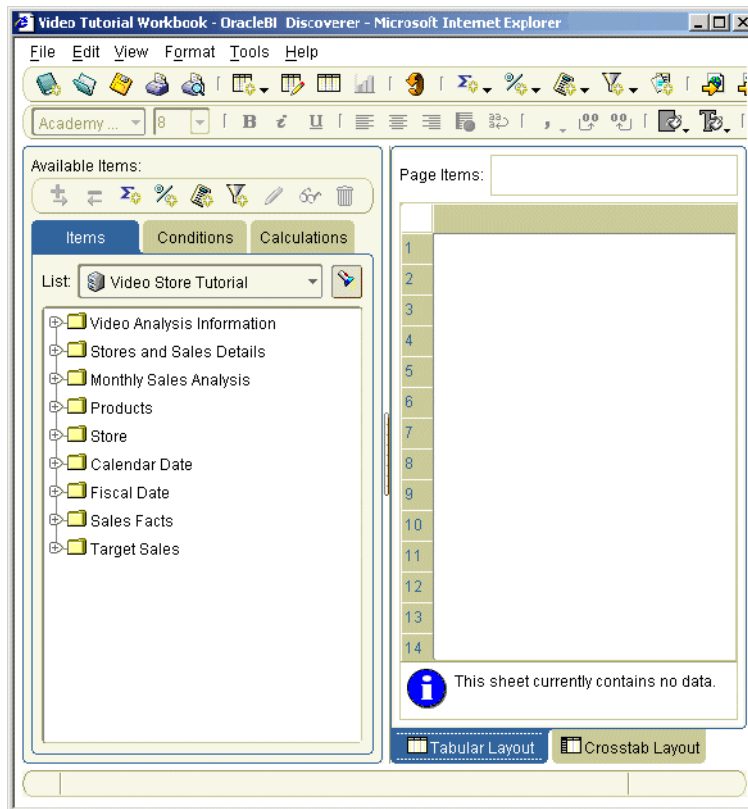 Video Tutorial Workbook - OracleBI Discoverer - Microsoft Internet Explorer
File Edit View Format Tools Help
Academy ... 8 B i U
Available Items:
Items Conditions Calculations
List: Video Store Tutorial
Video Analysis Information
Stores and Sales Details
Monthly Sales Analysis
Products
Store
Calendar Date
Fiscal Date
Sales Facts
Target Sales
Page Items:
1
2
3
4
5
6
7
8
9
10
11
12
13
14
This sheet currently contains no data.
Tabular Layout Crosstab Layout